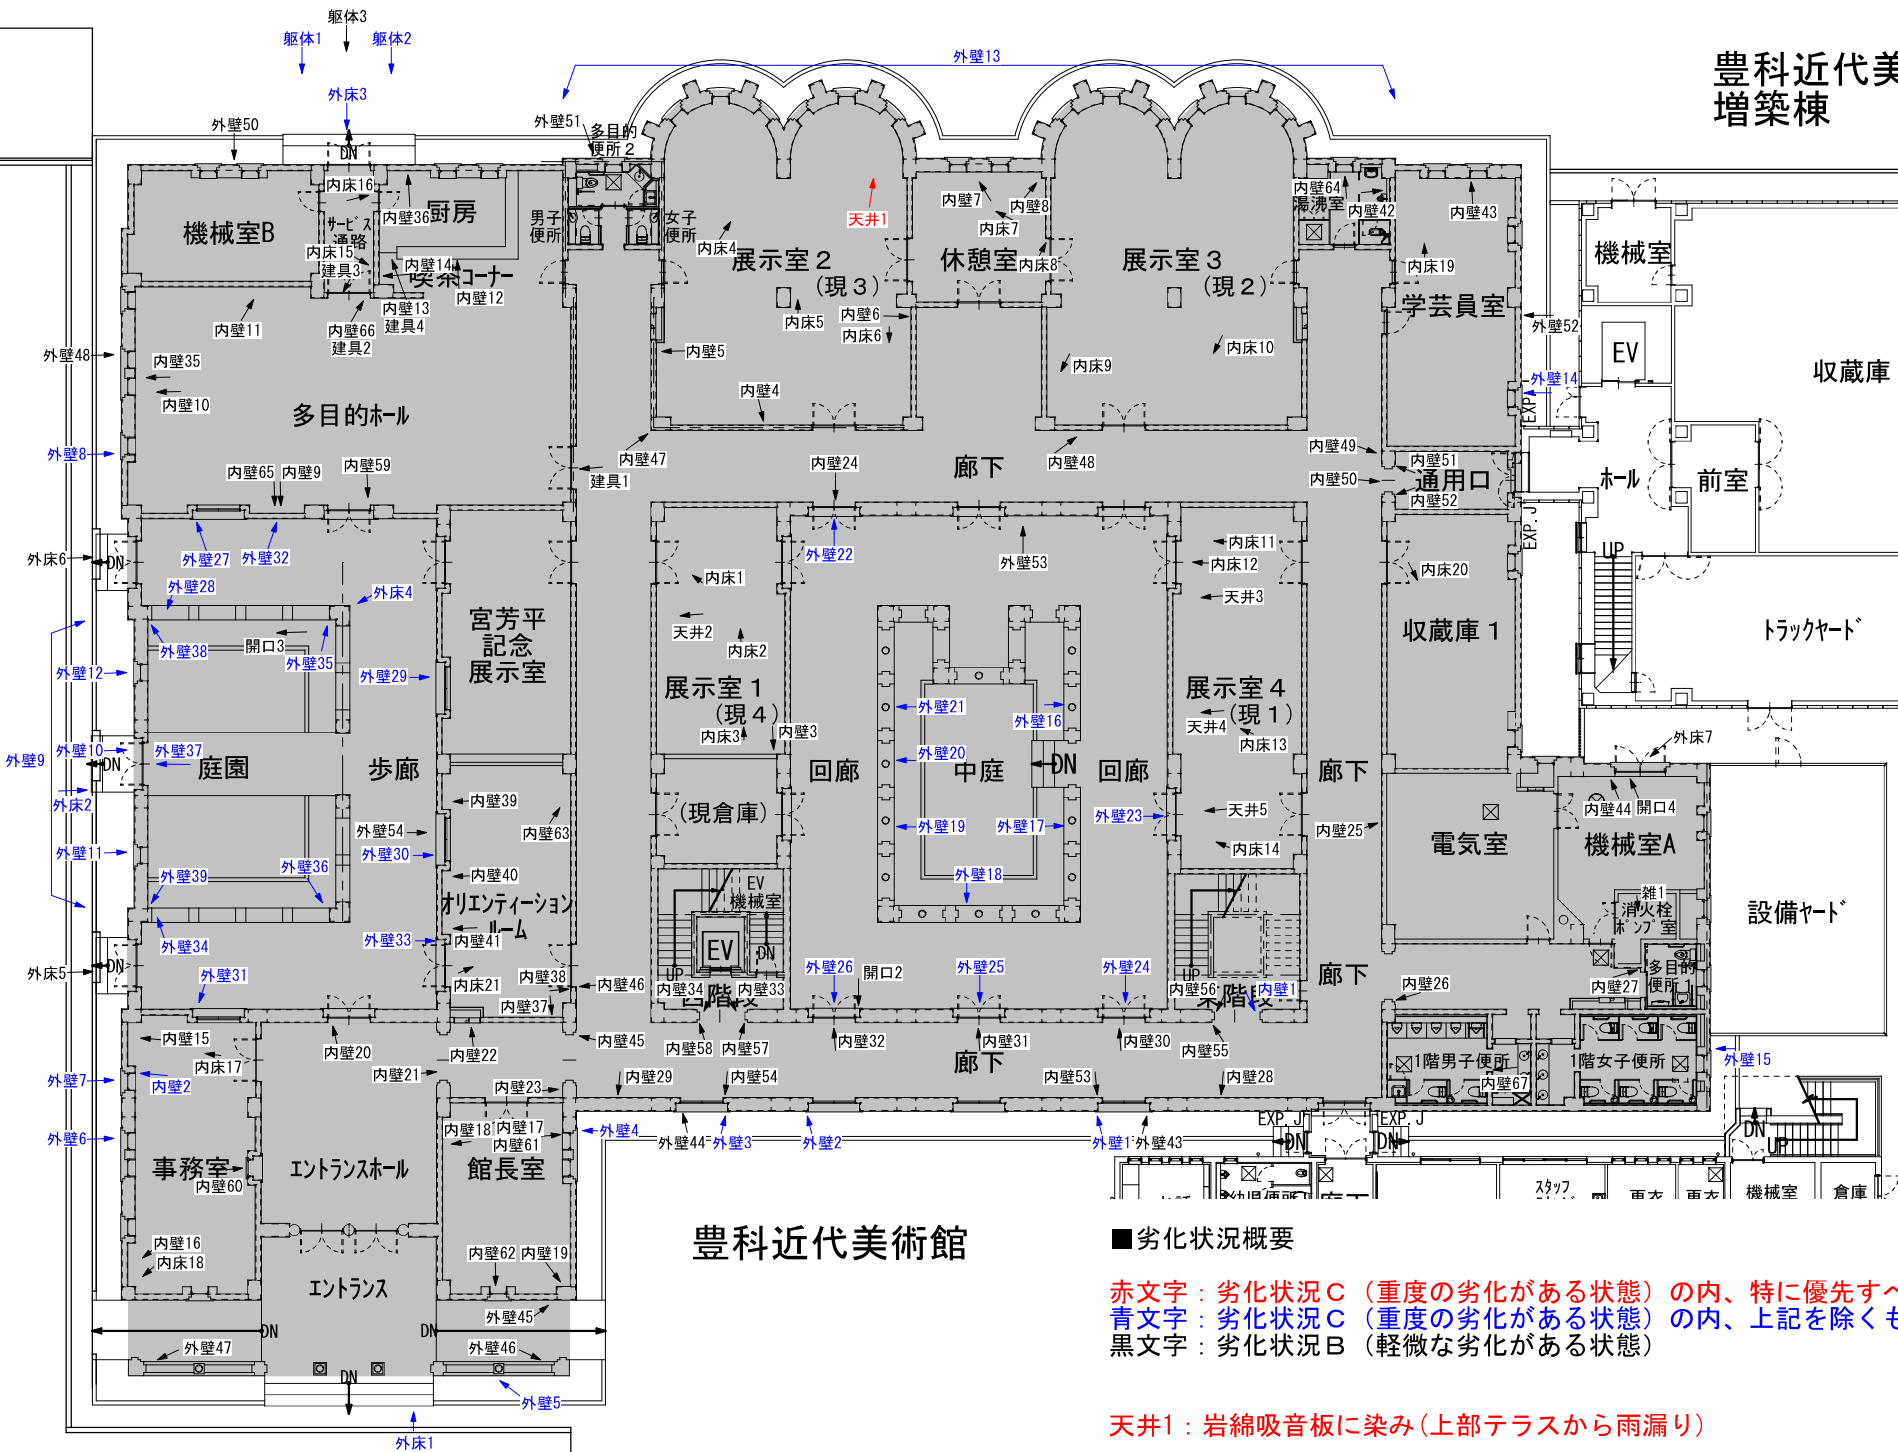 躯体3
躯体1
躯体2
外壁13
豊科近代美
増築棟
外床3
外壁50
外壁51
多目的
便所2
DN
内床16
機械室B
サービス
通路
内壁36
厨房
男子
便所
女子
便所
内床4
天井1
内壁7
内壁8
内床7
内壁64
湯沸室
内壁42
内壁43
機械室
内床15
建具3
内壁14
喫茶コーナー
内壁12
展示室2
(現3)
休憩室
内床8
展示室3
(現2)
内床19
内壁11
内壁66
建具2
内壁13
建具4
内床5
内壁6
内床6
学芸員室
外壁52
EV
収蔵庫
外壁48
内壁35
内壁5
内床9
内床10
外壁14
内壁10
内壁4
EXP.J
多目的ホール
外壁8
内壁65
内壁9
内壁59
内壁47
建具1
内壁24
廊下
内壁48
内壁49
内壁50
内壁51
通用口
内壁52
ホール
前室
外床6
DN
外壁27
外壁32
外壁22
外壁53
内床11
内床12
EXP.J
UP
外壁28
外床4
内床1
天井3
内床20
宮芳平
記念
展示室
天井2
内床2
収蔵庫1
トラックヤード
外壁38
開口3
外壁35
外壁12
外壁29
展示室1
(現4)
内床3
内壁3
外壁21
外壁16
展示室4
(現1)
天井4
内床13
外床7
外壁9
外壁10
外壁37
DN
庭園
歩廊
外壁20
回廊
中庭
DN
回廊
廊下
外床2
内壁39
内壁63
(現倉庫)
外壁19
外壁17
外壁23
天井5
内壁25
内壁44
開口4
外壁54
外壁30
電気室
機械室A
外壁11
外壁36
外壁39
内壁40
内床14
外壁18
オリエンテーション
ルーム
EV
機械室
雑1
消火栓
ポンプ室
設備ヤード
外壁34
外壁33
内壁41
EV
DN
外床5
DN
外壁31
内床21
内壁38
内壁46
UP
内壁34
内壁33
西階段
外壁26
開口2
外壁25
外壁24
UP
内壁56
内壁1
東階段
廊下
内壁26
内壁27
多目的
便所1
内壁37
内壁15
内床17
内壁20
内壁22
内壁45
内壁58
内壁57
内壁32
内壁31
内壁30
内壁55
廊下
1階男子便所
1階女子便所
外壁15
外壁7
内壁2
内壁21
内壁23
内壁29
内壁54
内壁53
内壁28
内壁67
外壁6
内壁18
内壁17
内壁61
外壁4
外壁44
外壁3
外壁2
外壁1
外壁43
EXP.J
DN
EXP.J
DN
DN
UP
事務室
内壁60
エントランスホール
館長室
スタッフ
更衣
更衣
機械室
倉庫
幼児便所
廊下
豊科近代美術館
■劣化状況概要
内壁16
内床18
内壁62
内壁19
エントランス
赤文字：劣化状況C（重度の劣化がある状態）の内、特に優先すべ
青文字：劣化状況C（重度の劣化がある状態）の内、上記を除くも
黒文字：劣化状況B（軽微な劣化がある状態）
外壁45
DN
DN
外壁47
外壁46
DN
外壁5
外床1
天井1：岩綿吸音板に染み(上部テラスから雨漏り)